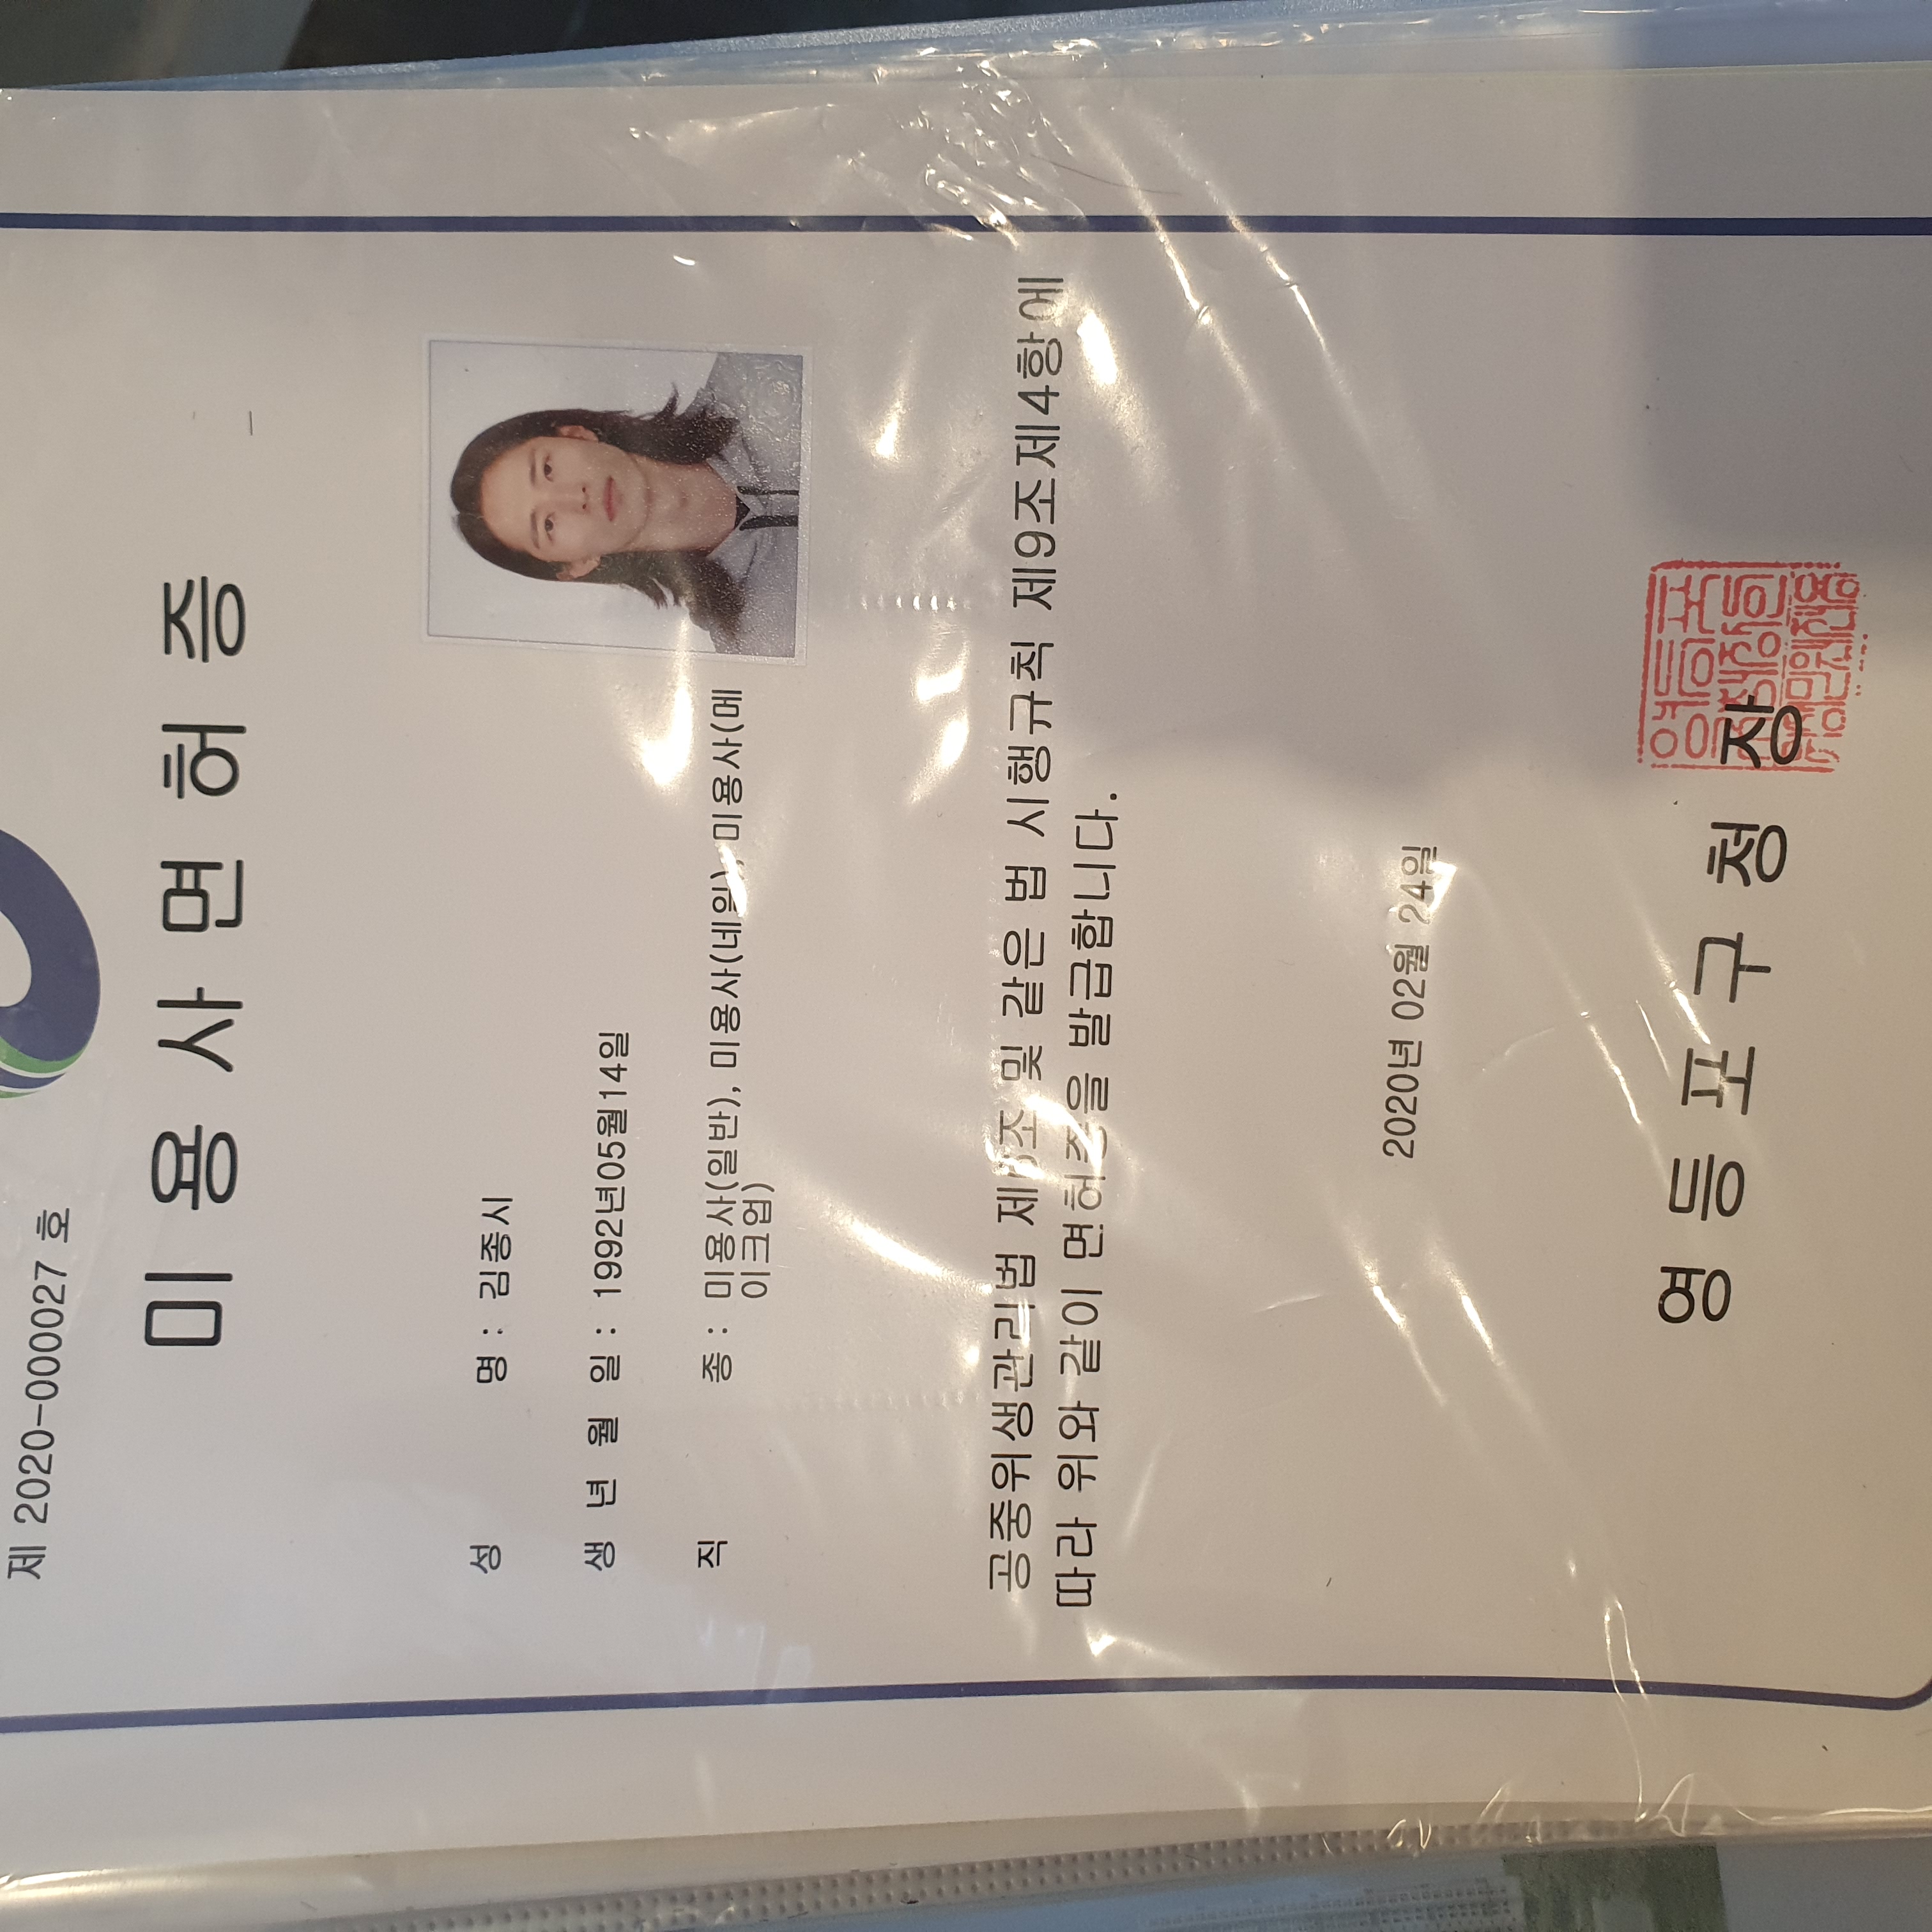 제 2020-000027 호
미용사면허증
성 명 : 김종시
생 년 월 일 : 1992년05월14일
직 종 : 미용사(일반), 미용사(네일), 미용사(메
이크업)
공중위생관리법 제6조 및 같은 법 시행규칙 제9조제4항에
따라 위와 같이 면허증을 발급합니다.
2020년 02월 24일
영등포구청장